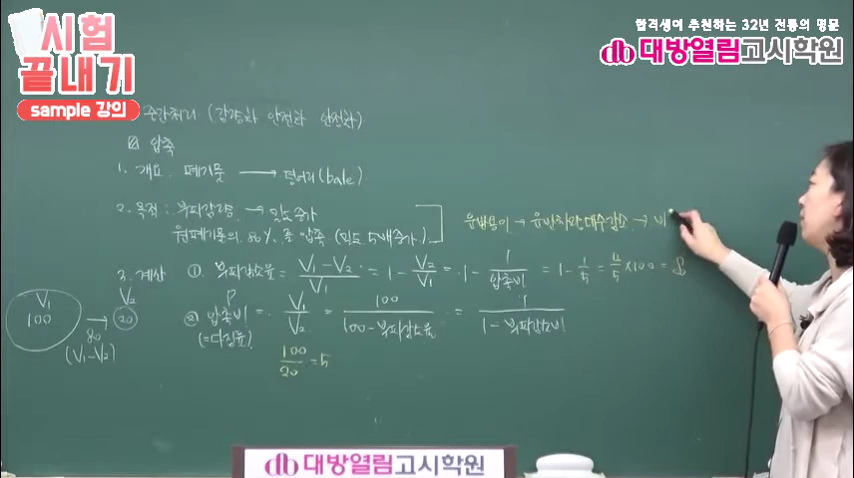 시험
끝내기
sample 강의
합격생이 추천하는 32년 전통의 명문
db 대방열림고시학원
중간처리 (감량화 안전화 안정화)
압축
1. 개요. 폐기물 → 덩어리(bale)
2. 목적: 부피감량. → 밀도증가
원폐기물의 80%를 압축 (밀도 5배증가)
운반용이 → 운반차량대수감소 → 비
3. 계산 ①. 부피감소율 = V₁-V₂/V₁ = 1 - V₂/V₁ = 1 - 1/압축비 = 1 - 1/5 = 4/5 ×100 = 8
② 압축비 = V₁/V₂ = 100/100-부피감소율 = 1/1-부피감소비
(=다짐율)
100/20 = 5
V₁
100
→
80
(V₁-V₂)
V₂
20
P
db 대방열림고시학원